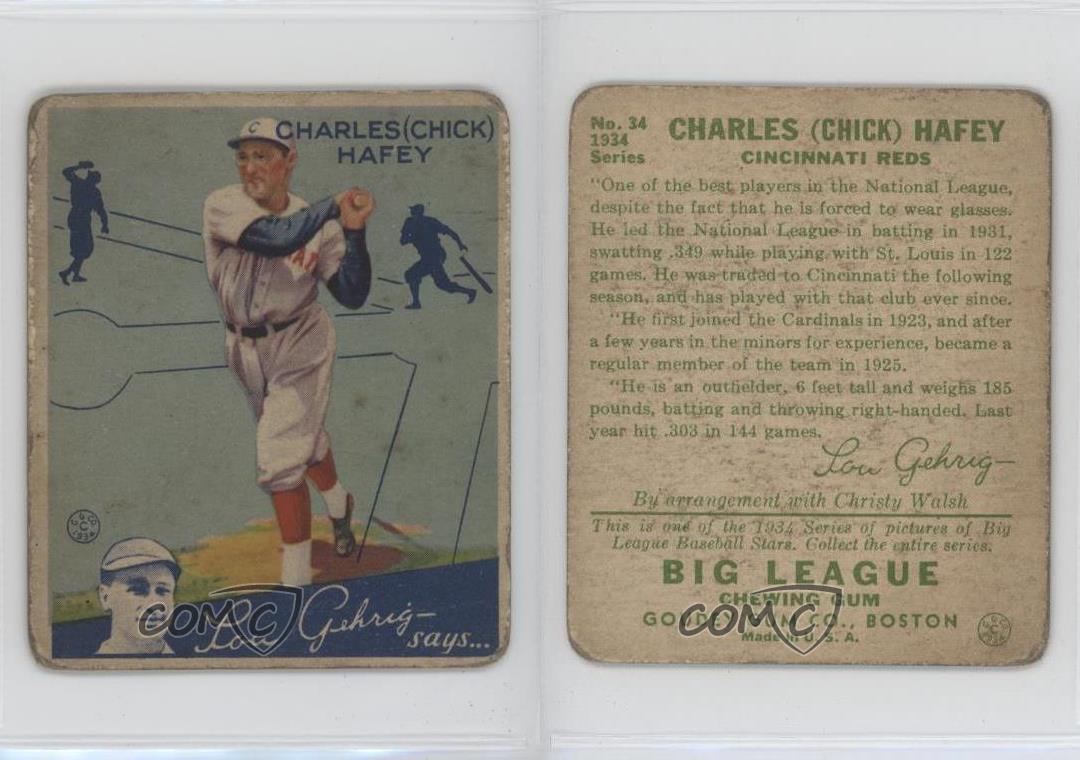 CHARLES (CHICK)
HAFEY
C
Lou Gehrig—
says...
COMC
No. 34
1934
Series
CHARLES (CHICK) HAFEY
CINCINNATI REDS
"One of the best players in the National League,
despite the fact that he is forced to wear glasses.
He led the National League in batting in 1931,
swatting .349 while playing with St. Louis in 122
games. He was traded to Cincinnati the following
season, and has played with that club ever since.
"He first joined the Cardinals in 1923, and after
a few years in the minors for experience, became a
regular member of the team in 1925.
"He is an outfielder, 6 feet tall and weighs 185
pounds, batting and throwing right-handed. Last
year hit .303 in 144 games.
Lou Gehrig—
By arrangement with Christy Walsh
This is one of the 1934 Series of pictures of Big
League Baseball Stars. Collect the entire series.
BIG LEAGUE
CHEWING GUM
GOUDEY GUM CO., BOSTON
Made in U. S. A.
COMC